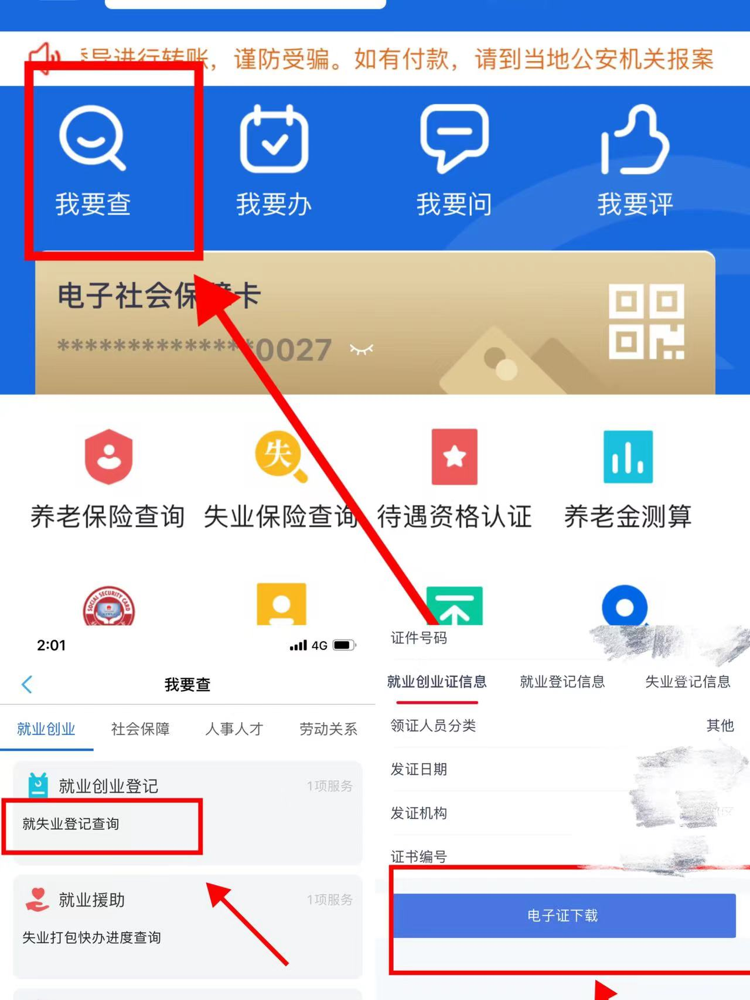 导进行转账，谨防受骗。如有付款，请到当地公安机关报案
我要查
我要办
我要问
我要评
电子社会保障卡
**************0027
失
养老保险查询
失业保险查询
待遇资格认证
养老金测算
SOCIAL SECURITY CARD
2:01
4G
我要查
就业创业
社会保障
人事人才
劳动关系
就业创业登记
1项服务
就失业登记查询
就业援助
1项服务
失业打包快办进度查询
证件号码
就业创业证信息
就业登记信息
失业登记信息
领证人员分类
其他
发证日期
发证机构
区
证书编号
电子证下载